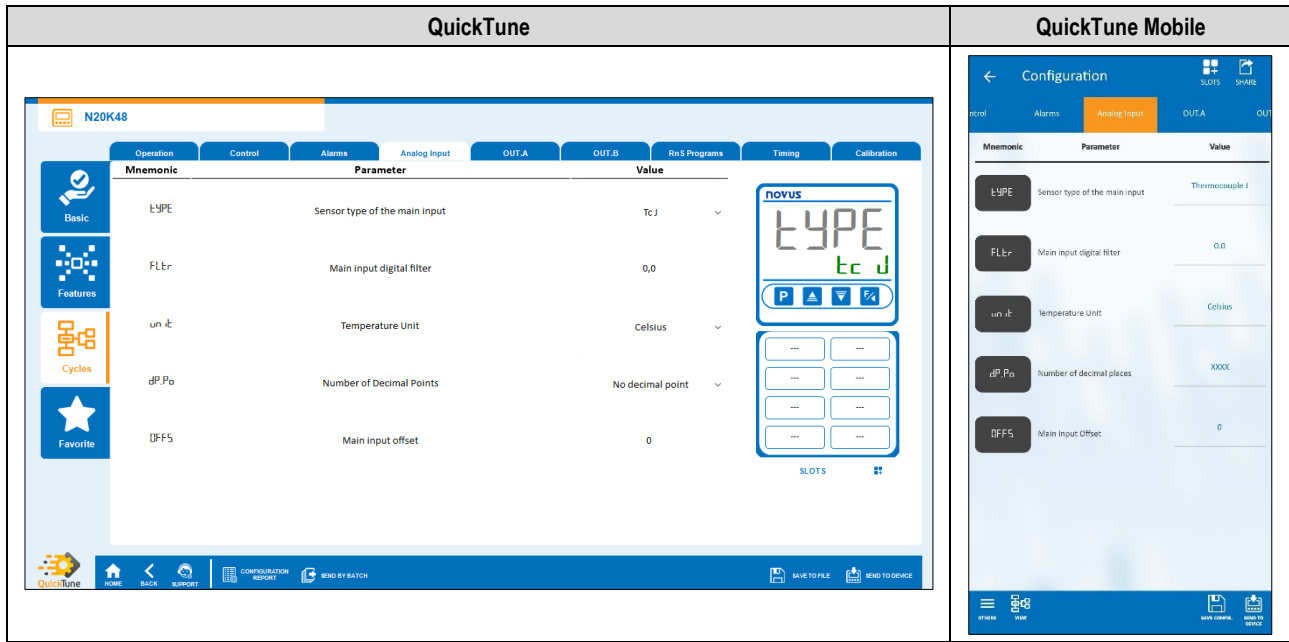 QuickTune
QuickTune Mobile
N20K48
Operation Control Alarms Analog Input OUT.A OUT.B RnS Programs Timing Calibration
Mnemonic Parameter Value
tYPE Sensor type of the main input Tc J
FLtr Main input digital filter 0,0
unit Temperature Unit Celsius
dP.Po Number of Decimal Points No decimal point
OFFS Main input offset 0
Basic
Features
Cycles
Favorite
novus
tYPE
tc J
P F/
--- ---
--- ---
--- ---
--- ---
SLOTS
QuickTune
HOME BACK SUPPORT CONFIGURATION REPORT SEND BY BATCH SAVE TO FILE SEND TO DEVICE
Configuration SLOTS SHARE
ntrol Alarms Analog Input OUT.A OUT
Mnemonic Parameter Value
tYPE Sensor type of the main input Thermocouple J
FLtr Main input digital filter 0.0
unit Temperature Unit Celsius
dP.Po Number of decimal places XXXX
OFFS Main Input Offset 0
OTHERS VIEW SAVE CONFIG. SEND TO DEVICE